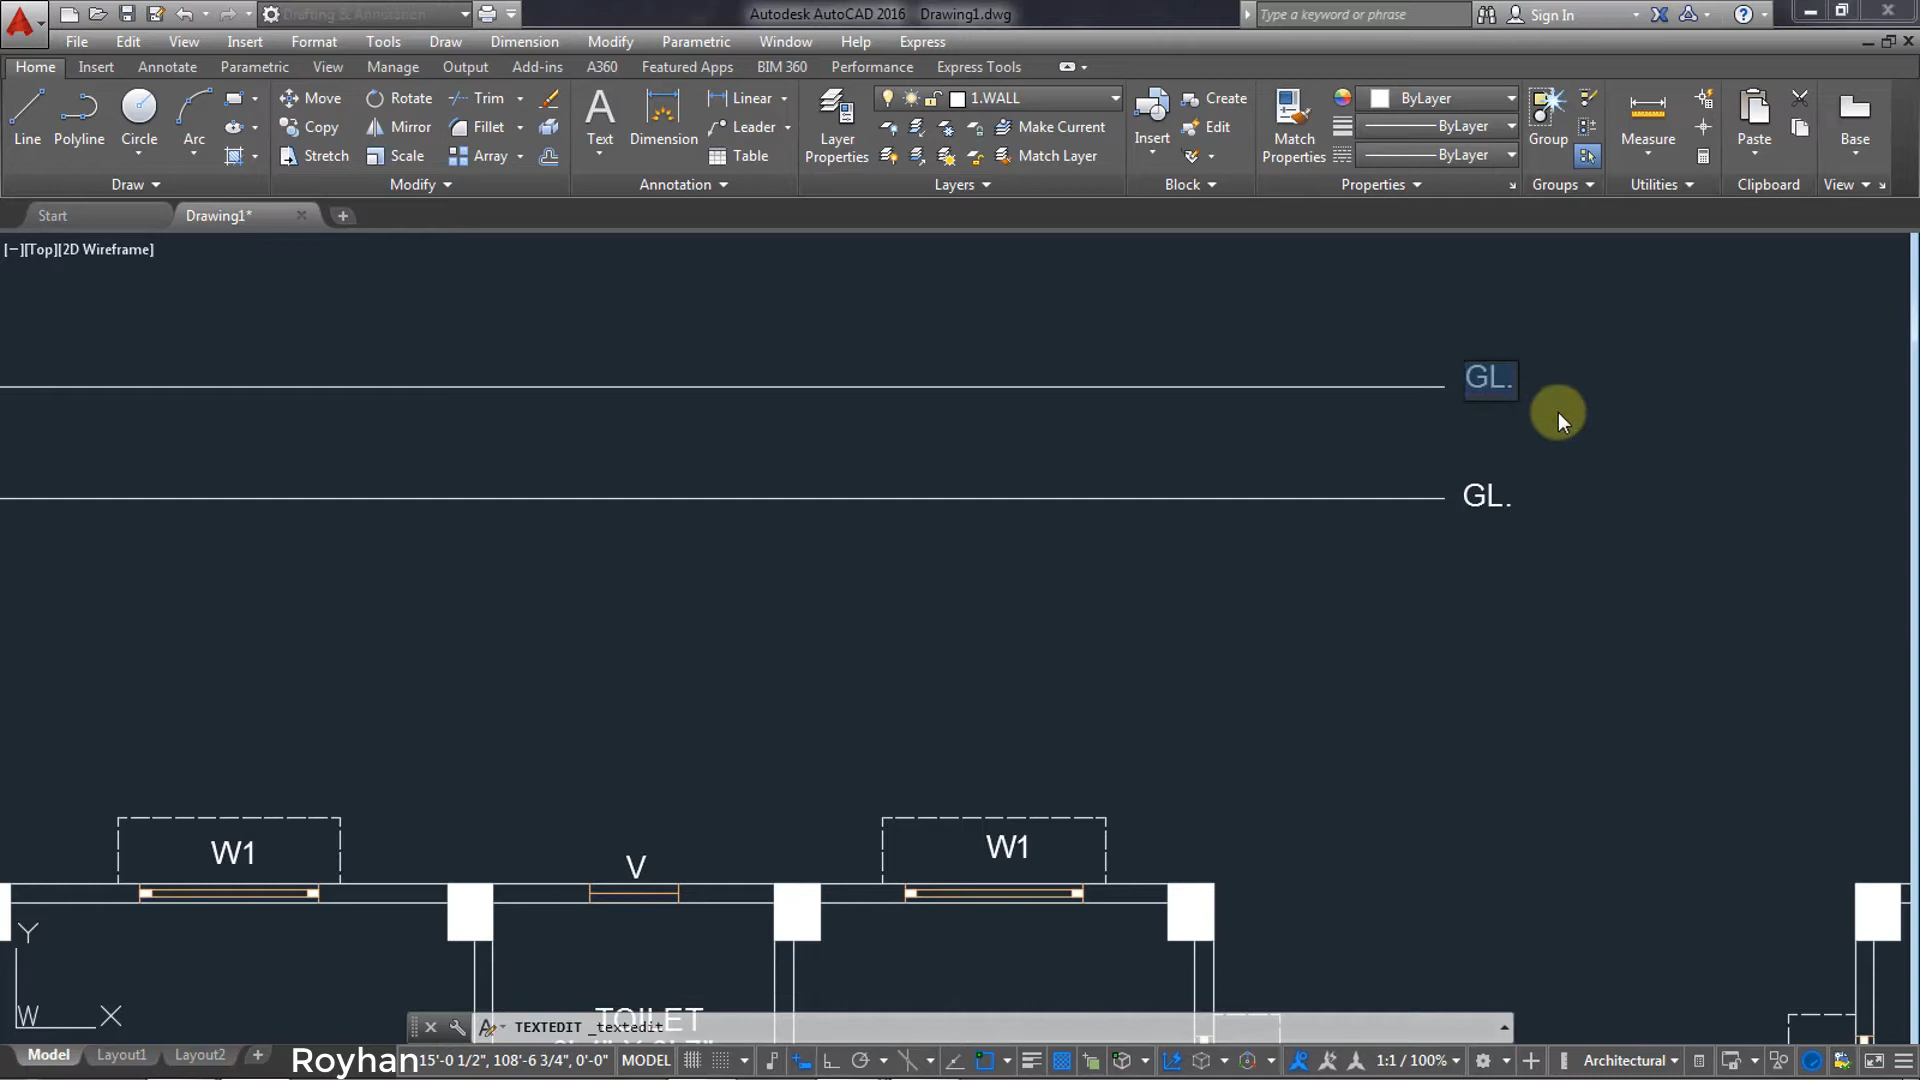 Drafting & Annotation
Autodesk AutoCAD 2016 Drawing1.dwg
Type a keyword or phrase
Sign In
File Edit View Insert Format Tools Draw Dimension Modify Parametric Window Help Express
Home Insert Annotate Parametric View Manage Output Add-ins A360 Featured Apps BIM 360 Performance Express Tools
Line Polyline Circle Arc
Move Rotate Trim
Copy Mirror Fillet
Stretch Scale Array
Text Dimension
Linear
Leader
Table
Layer Properties
1.WALL
Make Current
Match Layer
Insert
Create
Edit
Match Properties
ByLayer
ByLayer
ByLayer
Group
Measure
Paste
Base
Draw Modify Annotation Layers Block Properties Groups Utilities Clipboard View
Start Drawing1*
[−][Top][2D Wireframe]
GL.
GL.
W1 V W1
Y
W X
TOILET
TEXTEDIT _textedit
Model Layout1 Layout2
Royhan
15'-0 1/2", 108'-6 3/4", 0'-0" MODEL
1:1 / 100%
Architectural